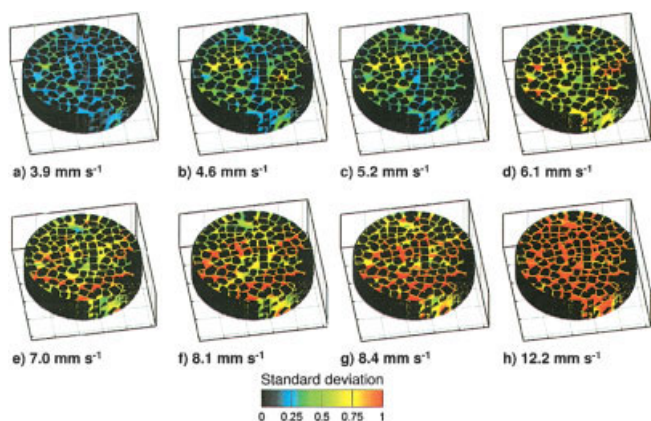 a) 3.9 mm s⁻¹
b) 4.6 mm s⁻¹
c) 5.2 mm s⁻¹
d) 6.1 mm s⁻¹
e) 7.0 mm s⁻¹
f) 8.1 mm s⁻¹
g) 8.4 mm s⁻¹
h) 12.2 mm s⁻¹
Standard deviation
0 0.25 0.5 0.75 1